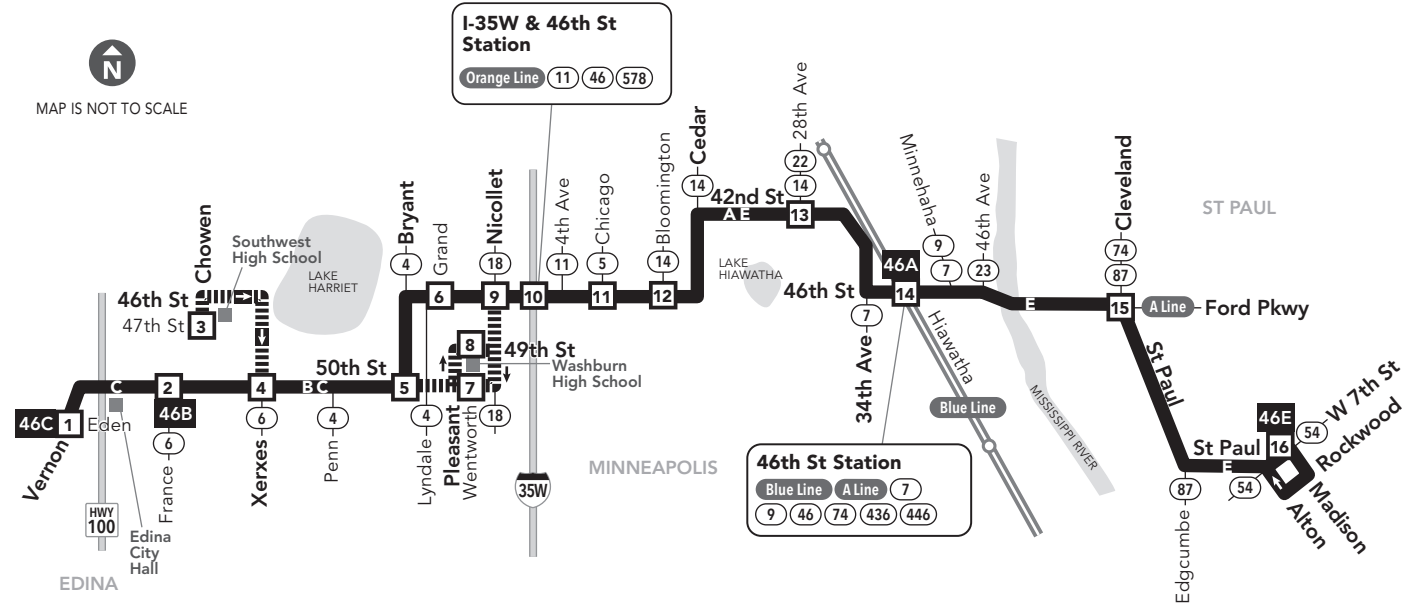 I-35W & 46th St
Station
Orange Line 11 46 578
N
MAP IS NOT TO SCALE
28th Ave
22
14
Cedar
14
42nd St
A E
13
Minnehaha
9
7
46th Ave
23
Cleveland
74
87
ST PAUL
Chowen
Southwest
High School
46th St
47th St
3
LAKE
HARRIET
Bryant
4
Grand
6
Nicollet
18
9
10
4th Ave
11
Chicago
5
11
Bloomington
14
12
LAKE
HIAWATHA
46th St
7
34th Ave
46A
14
Hiawatha
Blue Line
E
MISSISSIPPI RIVER
15
A Line
Ford Pkwy
St Paul
50th St
8
49th St
Washburn
High School
C
2
46B
6
France
4
6
Xerxes
B C
4
Penn
5
4
Lyndale
Pleasant
7
Wentworth
18
46C
1
Eden
Vernon
HWY
100
Edina
City
Hall
EDINA
35W
MINNEAPOLIS
46th St Station
Blue Line A Line 7
9 46 74 436 446
87
Edgcumbe
St Paul
E
54
46E
16
54
W 7th St
Rockwood
Madison
Alton